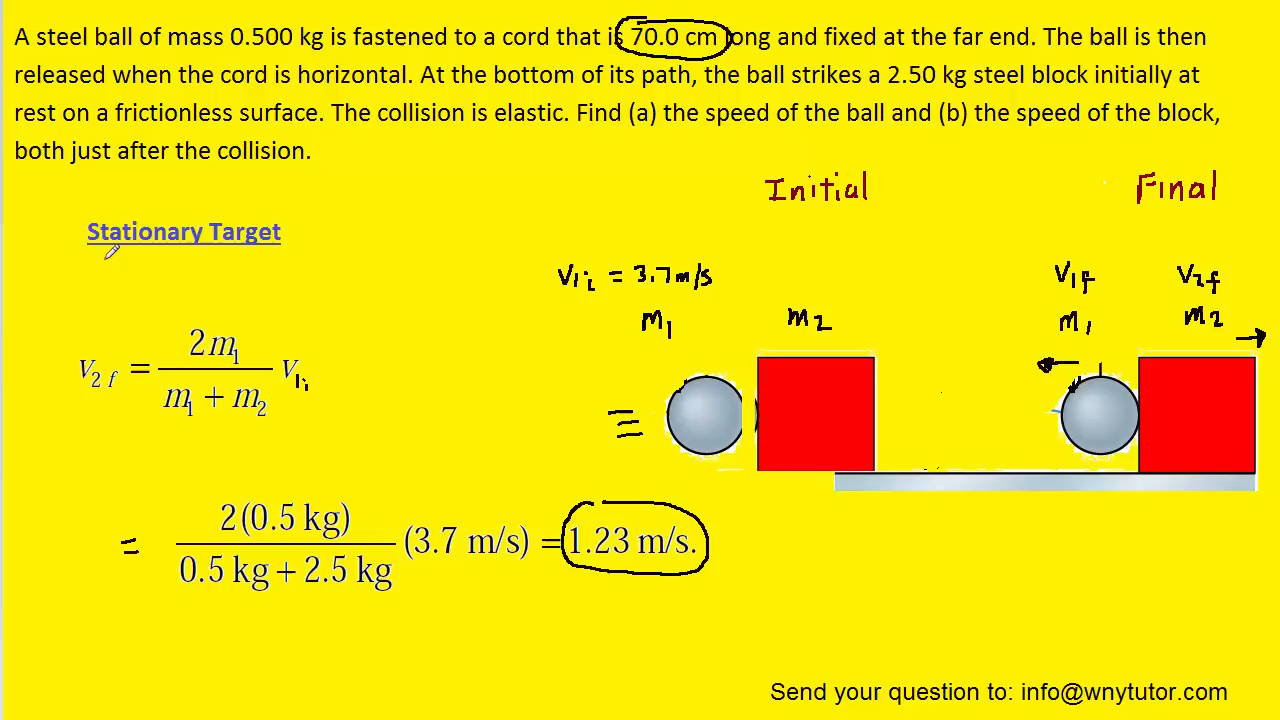 A steel ball of mass 0.500 kg is fastened to a cord that is 70.0 cm long and fixed at the far end. The ball is then
released when the cord is horizontal. At the bottom of its path, the ball strikes a 2.50 kg steel block initially at
rest on a frictionless surface. The collision is elastic. Find (a) the speed of the ball and (b) the speed of the block,
both just after the collision.
Initial Final
Stationary Target
V1i = 3.7 m/s V1f V2f
m1 m2 m1 m2
V2f = 2m1 / (m1 + m2) V1i
= 2(0.5 kg) / (0.5 kg + 2.5 kg) (3.7 m/s) = 1.23 m/s.
Send your question to: info@wnytutor.com